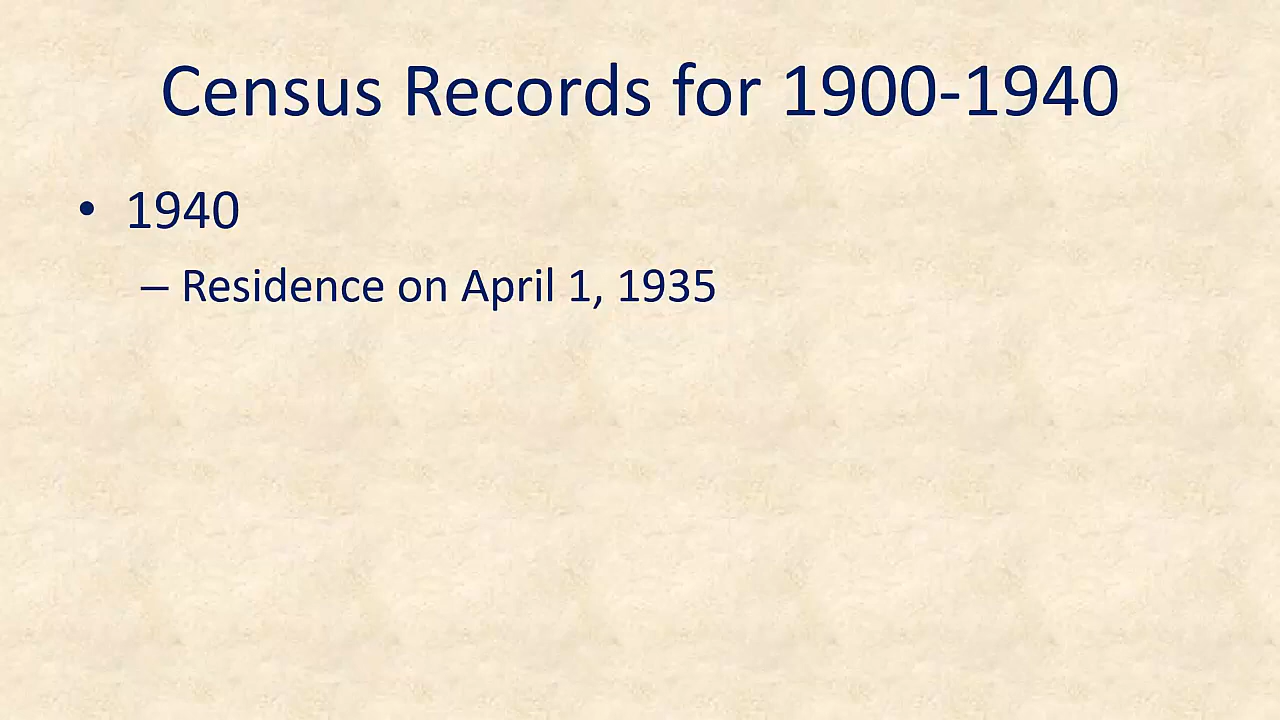 Census Records for 1900-1940
• 1940
– Residence on April 1, 1935